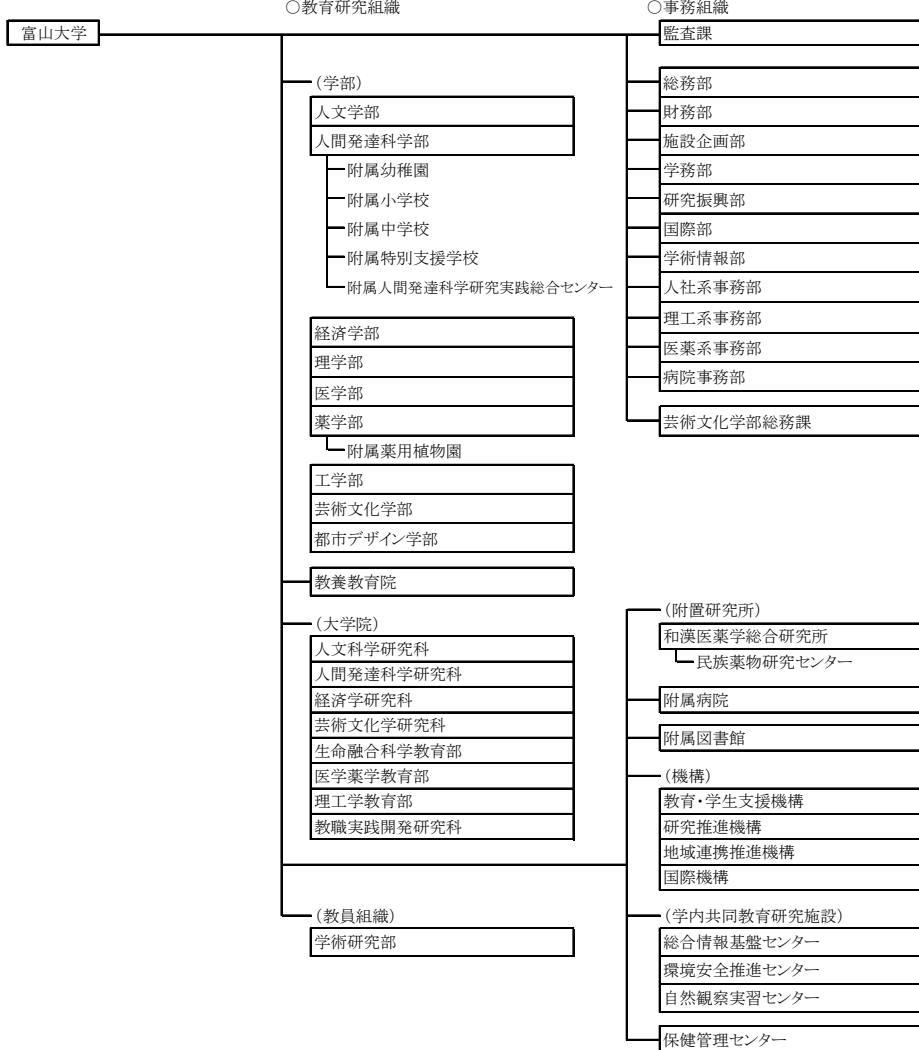 ○教育研究組織
○事務組織
富山大学
監査課
(学部)
人文学部
人間発達科学部
附属幼稚園
附属小学校
附属中学校
附属特別支援学校
附属人間発達科学研究実践総合センター
経済学部
理学部
医学部
薬学部
附属薬用植物園
工学部
芸術文化学部
都市デザイン学部
教養教育院
(大学院)
人文科学研究科
人間発達科学研究科
経済学研究科
芸術文化学研究科
生命融合科学教育部
医学薬学教育部
理工学教育部
教職実践開発研究科
(教員組織)
学術研究部
総務部
財務部
施設企画部
学務部
研究振興部
国際部
学術情報部
人社系事務部
理工系事務部
医薬系事務部
病院事務部
芸術文化学部総務課
(附置研究所)
和漢医薬学総合研究所
民族薬物研究センター
附属病院
附属図書館
(機構)
教育・学生支援機構
研究推進機構
地域連携推進機構
国際機構
(学内共同教育研究施設)
総合情報基盤センター
環境安全推進センター
自然観察実習センター
保健管理センター